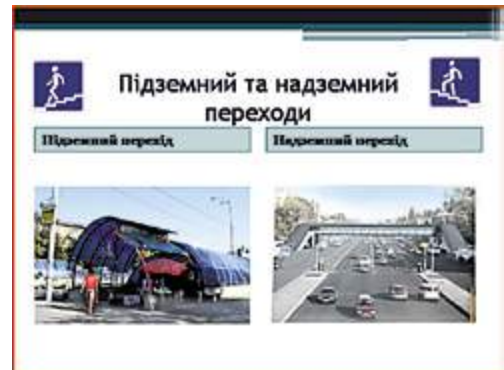 Підземний та надземний
переходи
Підземний перехід
Надземний перехід